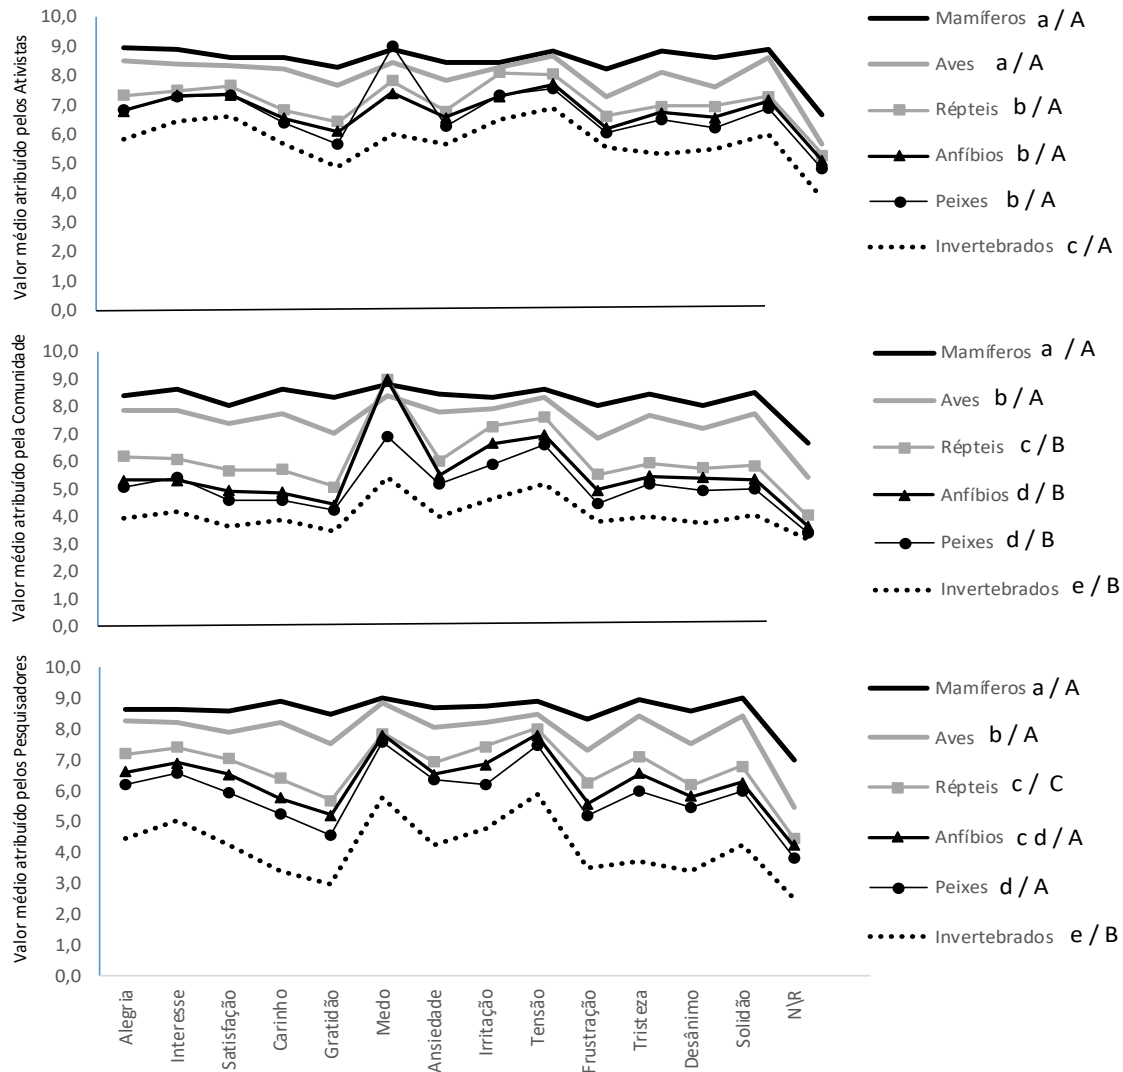 Valor médio atribuído pelos Ativistas
10,0
9,0
8,0
7,0
6,0
5,0
4,0
3,0
2,0
1,0
0,0
Mamíferos a / A
Aves a / A
Répteis b / A
Anfíbios b / A
Peixes b / A
Invertebrados c / A
Valor médio atribuído pela Comunidade
10,0
9,0
8,0
7,0
6,0
5,0
4,0
3,0
2,0
1,0
0,0
Mamíferos a / A
Aves b / A
Répteis c / B
Anfíbios d / B
Peixes d / B
Invertebrados e / B
Valor médio atribuído pelos Pesquisadores
10,0
9,0
8,0
7,0
6,0
5,0
4,0
3,0
2,0
1,0
0,0
Mamíferos a / A
Aves b / A
Répteis c / C
Anfíbios c d / A
Peixes d / A
Invertebrados e / B
Alegria
Interesse
Satisfação
Carinho
Gratidão
Medo
Ansiedade
Irritação
Tensão
Frustração
Tristeza
Desânimo
Solidão
N\R